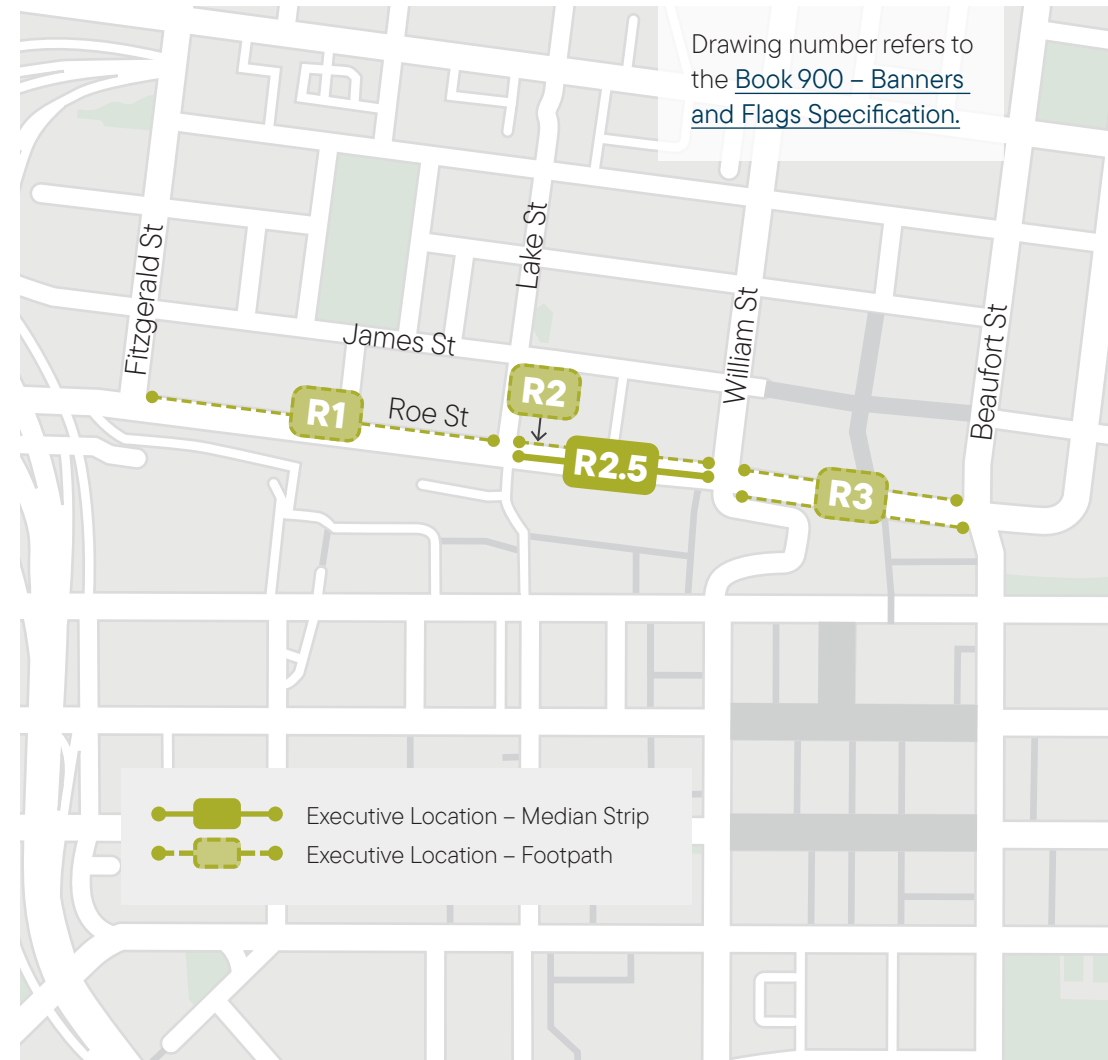 Drawing number refers to
the Book 900 – Banners
and Flags Specification.
Fitzgerald St
Lake St
James St
William St
Beaufort St
R1
Roe St
R2
R2.5
R3
Executive Location – Median Strip
Executive Location – Footpath